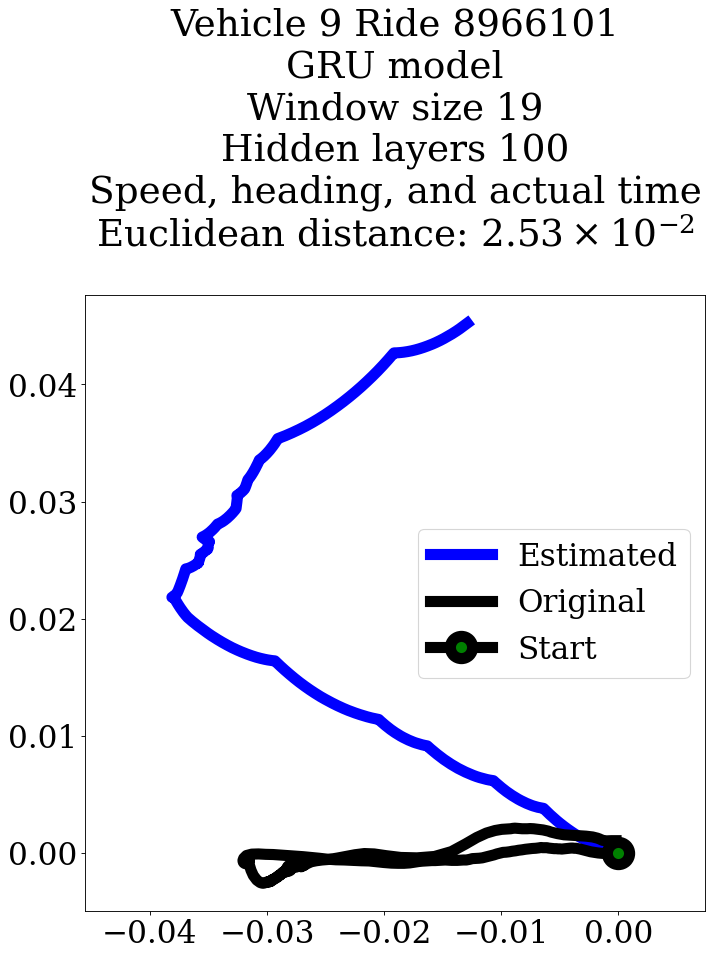 Vehicle 9 Ride 8966101
GRU model
Window size 19
Hidden layers 100
Speed, heading, and actual time
Euclidean distance: 2.53 × 10⁻²
0.04
0.03
0.02
0.01
0.00
Estimated
Original
Start
−0.04 −0.03 −0.02 −0.01 0.00